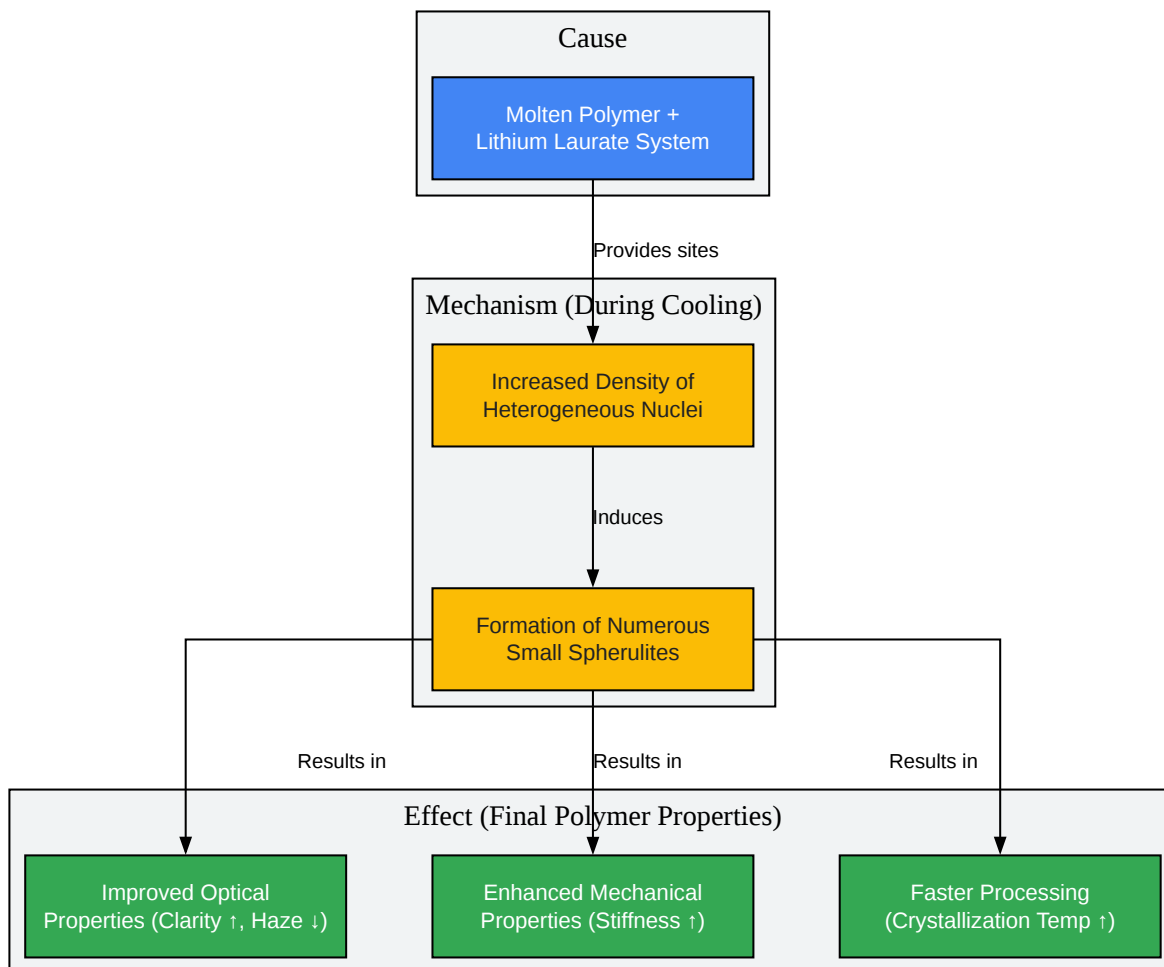 Cause
Molten Polymer +
Lithium Laurate System
Provides sites
Mechanism (During Cooling)
Increased Density of
Heterogeneous Nuclei
Induces
Formation of Numerous
Small Spherulites
Results in
Results in
Results in
Effect (Final Polymer Properties)
Improved Optical
Properties (Clarity ↑, Haze ↓)
Enhanced Mechanical
Properties (Stiffness ↑)
Faster Processing
(Crystallization Temp ↑)